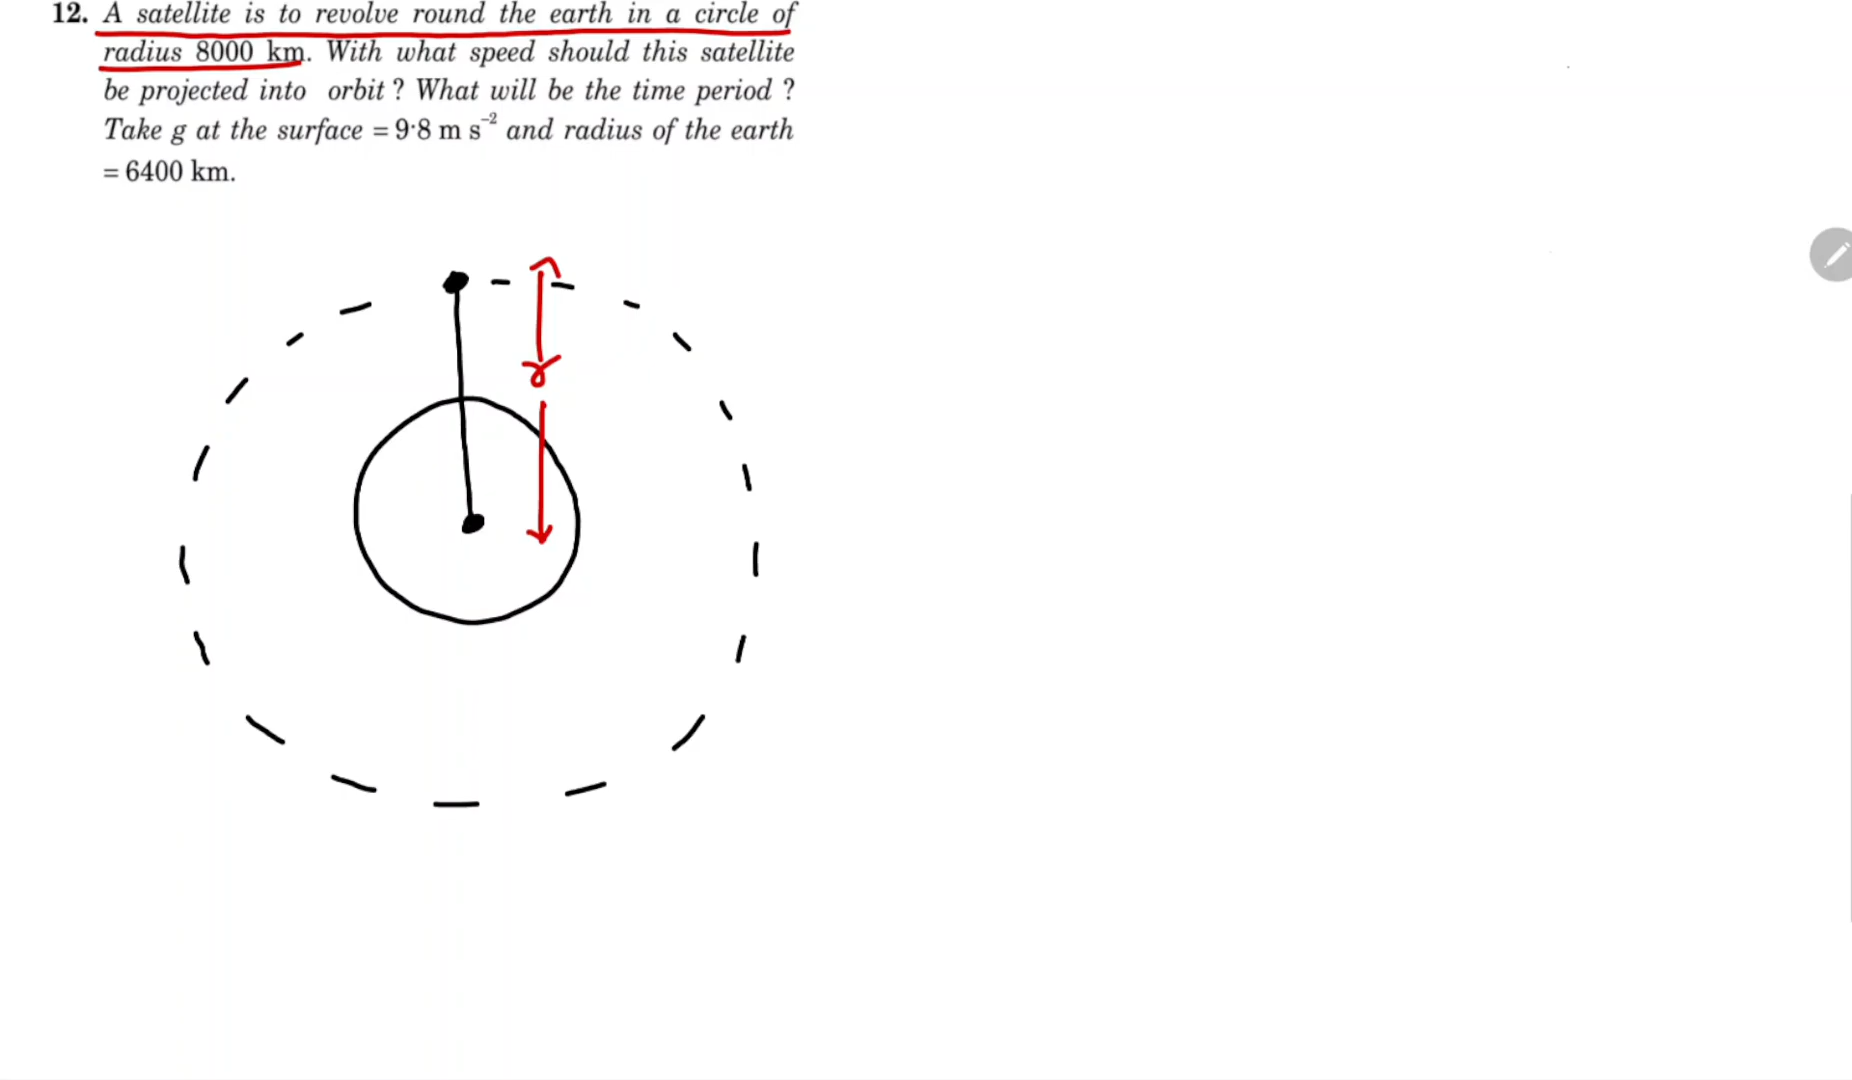 12. A satellite is to revolve round the earth in a circle of
radius 8000 km. With what speed should this satellite
be projected into orbit ? What will be the time period ?
Take g at the surface = 9·8 m s⁻² and radius of the earth
= 6400 km.
r